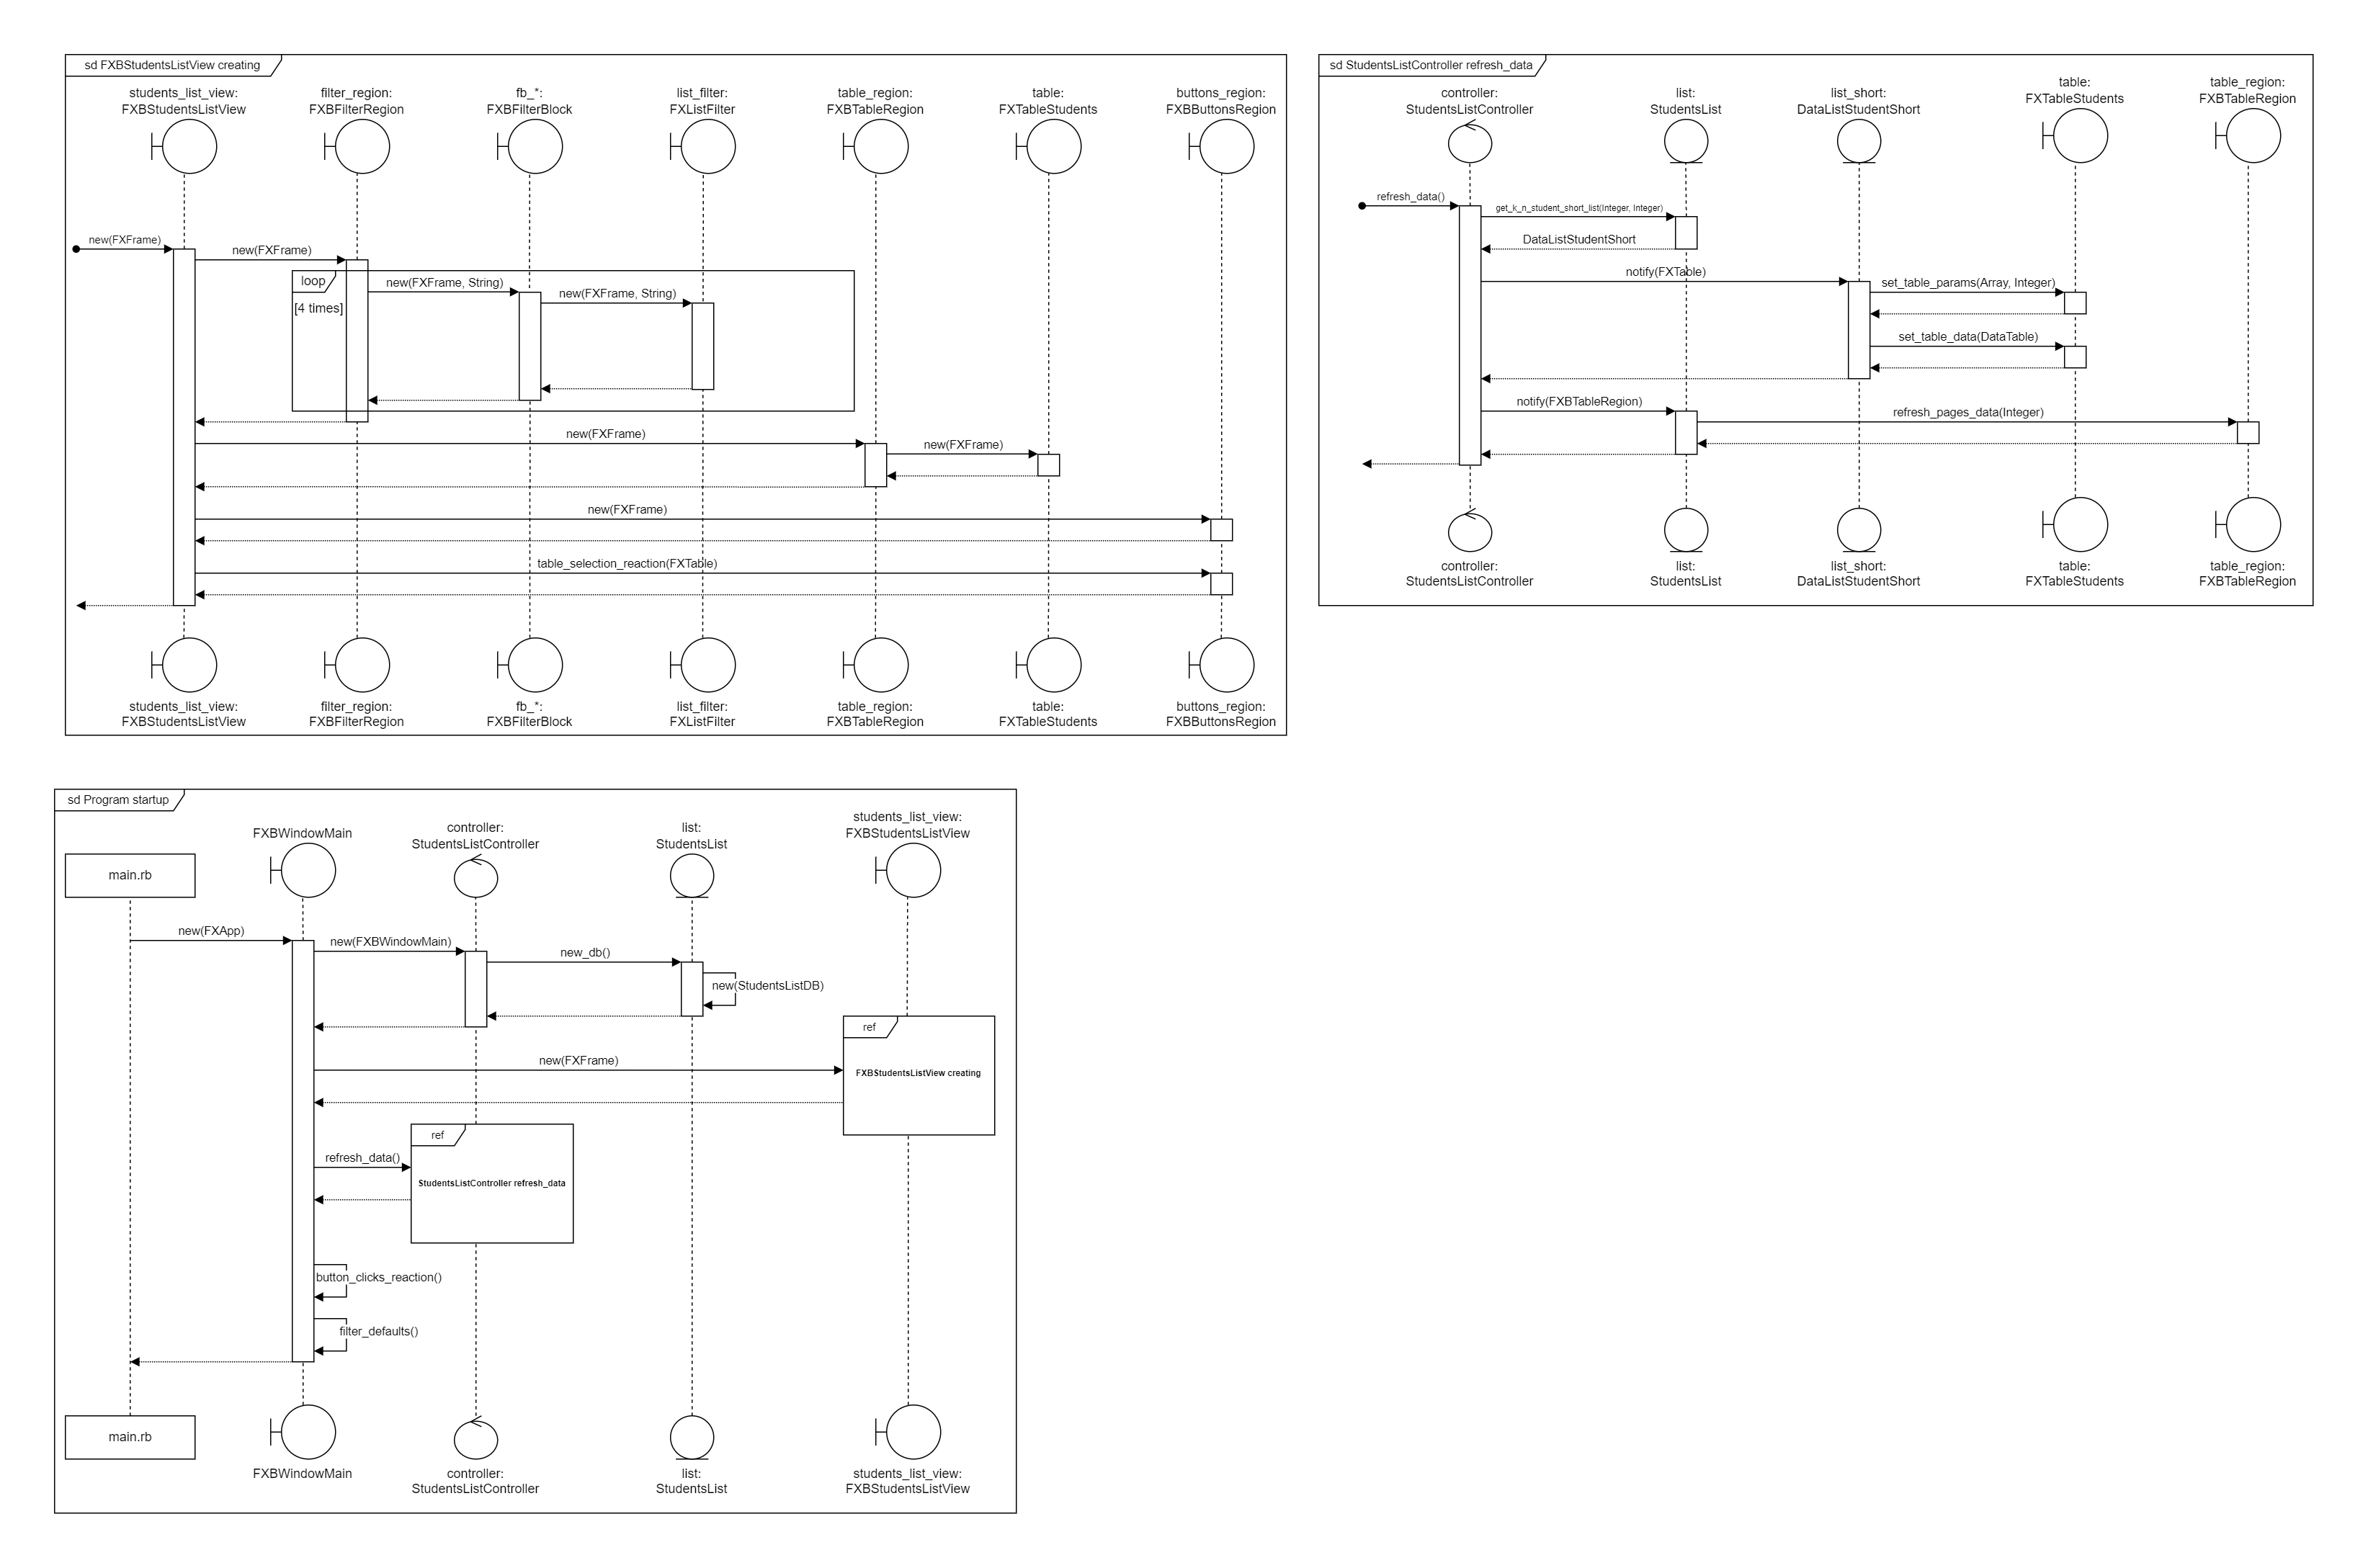 sd FXBStudentsListView creating
students_list_view:
FXBStudentsListView
filter_region:
FXBFilterRegion
fb_*:
FXBFilterBlock
list_filter:
FXListFilter
table_region:
FXBTableRegion
table:
FXTableStudents
buttons_region:
FXBButtonsRegion
new(FXFrame)
new(FXFrame)
loop
new(FXFrame, String)
new(FXFrame, String)
[4 times]
new(FXFrame)
new(FXFrame)
new(FXFrame)
table_selection_reaction(FXTable)
students_list_view:
FXBStudentsListView
filter_region:
FXBFilterRegion
fb_*:
FXBFilterBlock
list_filter:
FXListFilter
table_region:
FXBTableRegion
table:
FXTableStudents
buttons_region:
FXBButtonsRegion
sd StudentsListController refresh_data
controller:
StudentsListController
list:
StudentsList
list_short:
DataListStudentShort
table:
FXTableStudents
table_region:
FXBTableRegion
refresh_data()
get_k_n_student_short_list(Integer, Integer)
DataListStudentShort
notify(FXTable)
set_table_params(Array, Integer)
set_table_data(DataTable)
notify(FXBTableRegion)
refresh_pages_data(Integer)
controller:
StudentsListController
list:
StudentsList
list_short:
DataListStudentShort
table:
FXTableStudents
table_region:
FXBTableRegion
sd Program startup
main.rb
FXBWindowMain
controller:
StudentsListController
list:
StudentsList
students_list_view:
FXBStudentsListView
new(FXApp)
new(FXBWindowMain)
new_db()
new(StudentsListDB)
ref
new(FXFrame)
FXBStudentsListView creating
ref
refresh_data()
StudentsListController refresh_data
button_clicks_reaction()
filter_defaults()
main.rb
FXBWindowMain
controller:
StudentsListController
list:
StudentsList
students_list_view:
FXBStudentsListView